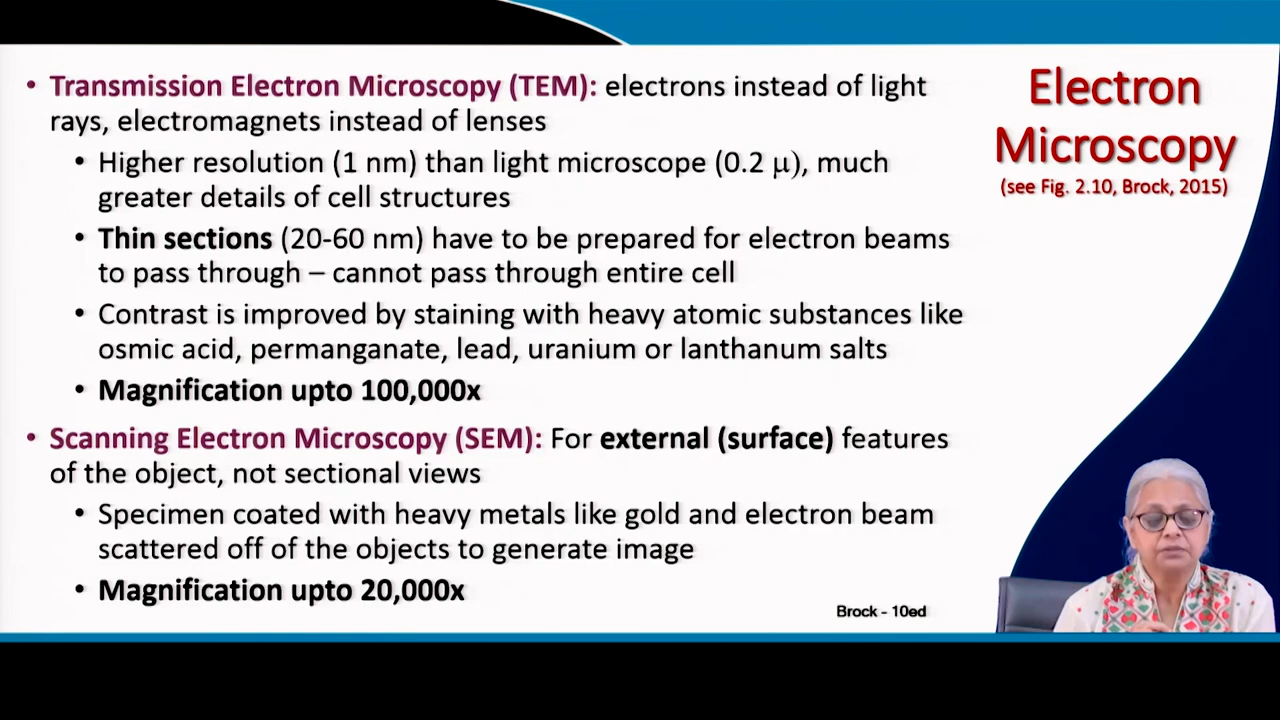 • Transmission Electron Microscopy (TEM): electrons instead of light
rays, electromagnets instead of lenses
• Higher resolution (1 nm) than light microscope (0.2 μ), much
greater details of cell structures
• Thin sections (20-60 nm) have to be prepared for electron beams
to pass through – cannot pass through entire cell
• Contrast is improved by staining with heavy atomic substances like
osmic acid, permanganate, lead, uranium or lanthanum salts
• Magnification upto 100,000x
• Scanning Electron Microscopy (SEM): For external (surface) features
of the object, not sectional views
• Specimen coated with heavy metals like gold and electron beam
scattered off of the objects to generate image
• Magnification upto 20,000x
Brock - 10ed
Electron
Microscopy
(see Fig. 2.10, Brock, 2015)